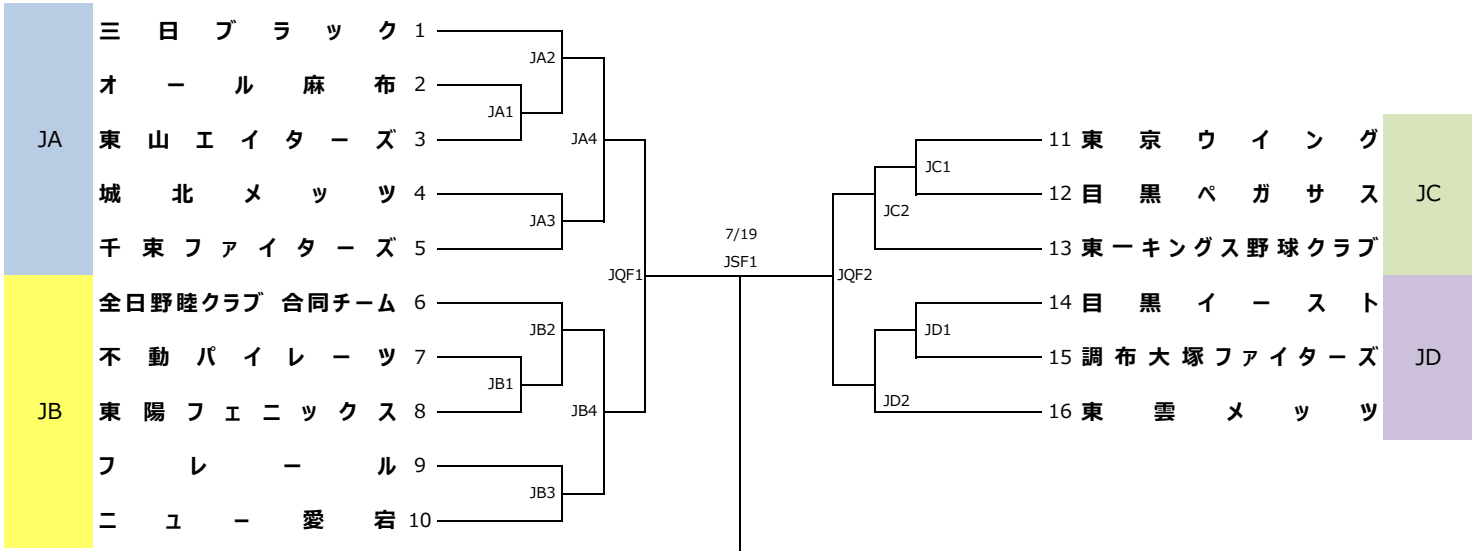 三日ブラック 1
JA2
オール麻布 2
JA1
JA
東山エイターズ 3
JA4
城北メッツ 4
JA3
千束ファイターズ 5
JQF1
全日野睦クラブ 合同チーム 6
JB2
不動パイレーツ 7
JB1
JB
東陽フェニックス 8
JB4
フレール 9
JB3
ニュー愛宕 10
7/19
JSF1
11 東京ウイング
JC1
12 目黒ペガサス
JC
JC2
13 東一キングス野球クラブ
JQF2
14 目黒イースト
JD1
15 調布大塚ファイターズ
JD
JD2
16 東雲メッツ